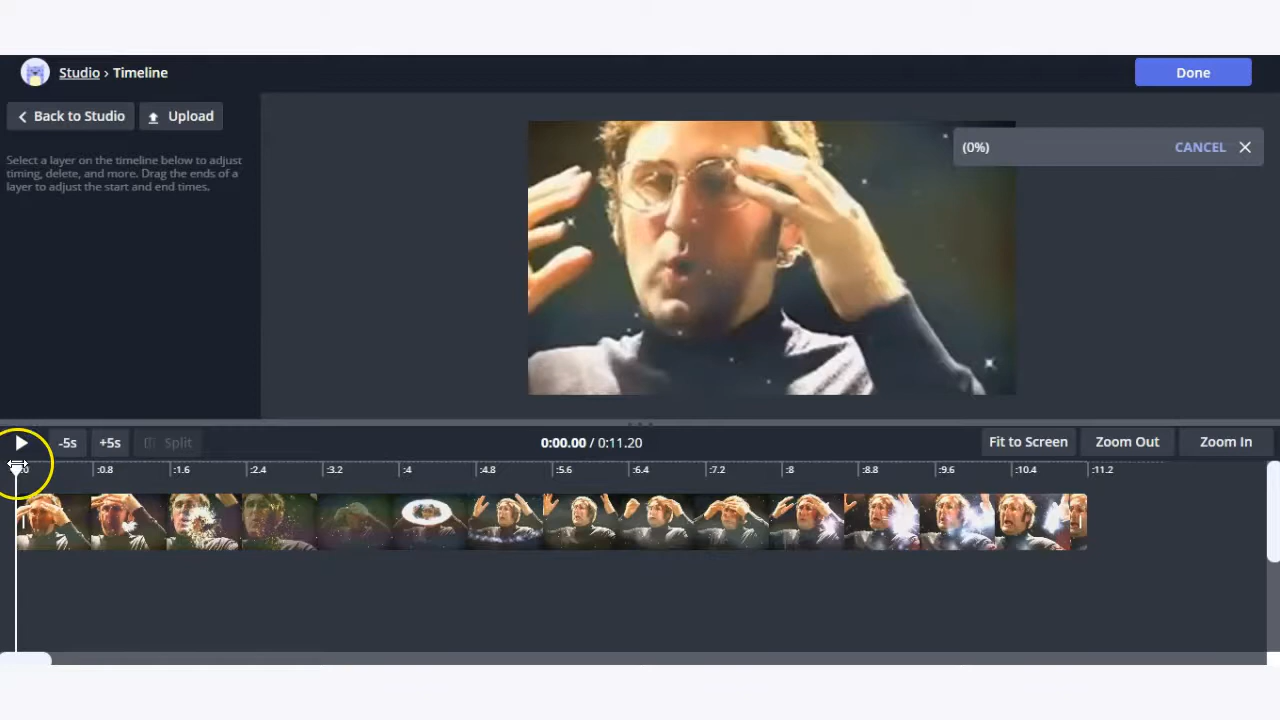 Studio › Timeline
Done
Back to Studio
Upload
Select a layer on the timeline below to adjust
timing, delete, and more. Drag the ends of a
layer to adjust the start and end times.
(0%)
CANCEL
-5s
+5s
Split
0:00.00 / 0:11.20
Fit to Screen
Zoom Out
Zoom In
:0.8
:1.6
:2.4
:3.2
:4
:4.8
:5.6
:6.4
:7.2
:8
:8.8
:9.6
:10.4
:11.2